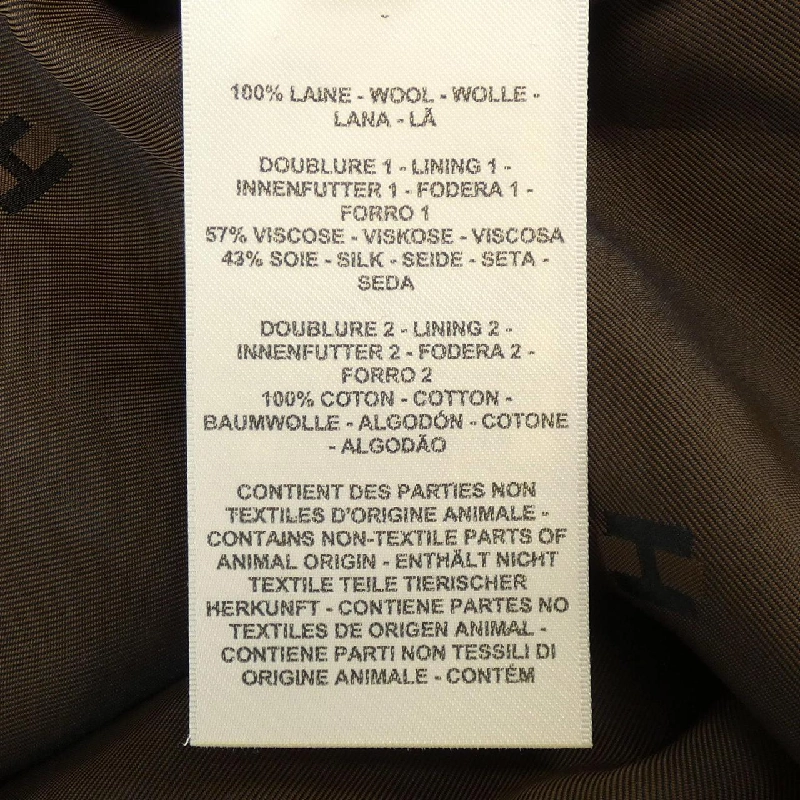 100% LAINE - WOOL - WOLLE -
LANA - LÃ
DOUBLURE 1 - LINING 1 -
INNENFUTTER 1 - FODERA 1 -
FORRO 1
57% VISCOSE - VISKOSE - VISCOSA
43% SOIE - SILK - SEIDE - SETA -
SEDA
DOUBLURE 2 - LINING 2 -
INNENFUTTER 2 - FODERA 2 -
FORRO 2
100% COTON - COTTON -
BAUMWOLLE - ALGODÓN - COTONE
- ALGODÃO
CONTIENT DES PARTIES NON
TEXTILES D'ORIGINE ANIMALE -
CONTAINS NON-TEXTILE PARTS OF
ANIMAL ORIGIN - ENTHÄLT NICHT
TEXTILE TEILE TIERISCHER
HERKUNFT - CONTIENE PARTES NO
TEXTILES DE ORIGEN ANIMAL -
CONTIENE PARTI NON TESSILI DI
ORIGINE ANIMALE - CONTÉM
H
H